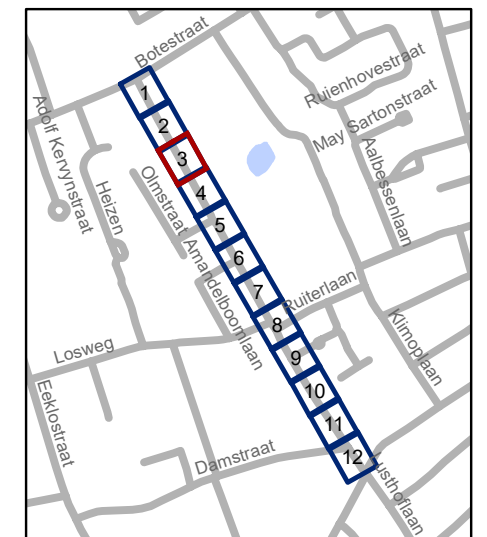 Botestraat
Ruienhovestraat
May Sartonstraat
Adolf Kervynstraat
Aalbessenlaan
Heizen
Olmstraat
Amandelboomlaan
Ruiterlaan
Klimoplaan
Losweg
Eeklostraat
Damstraat
Lusthoflaan
1
2
3
4
5
6
7
8
9
10
11
12